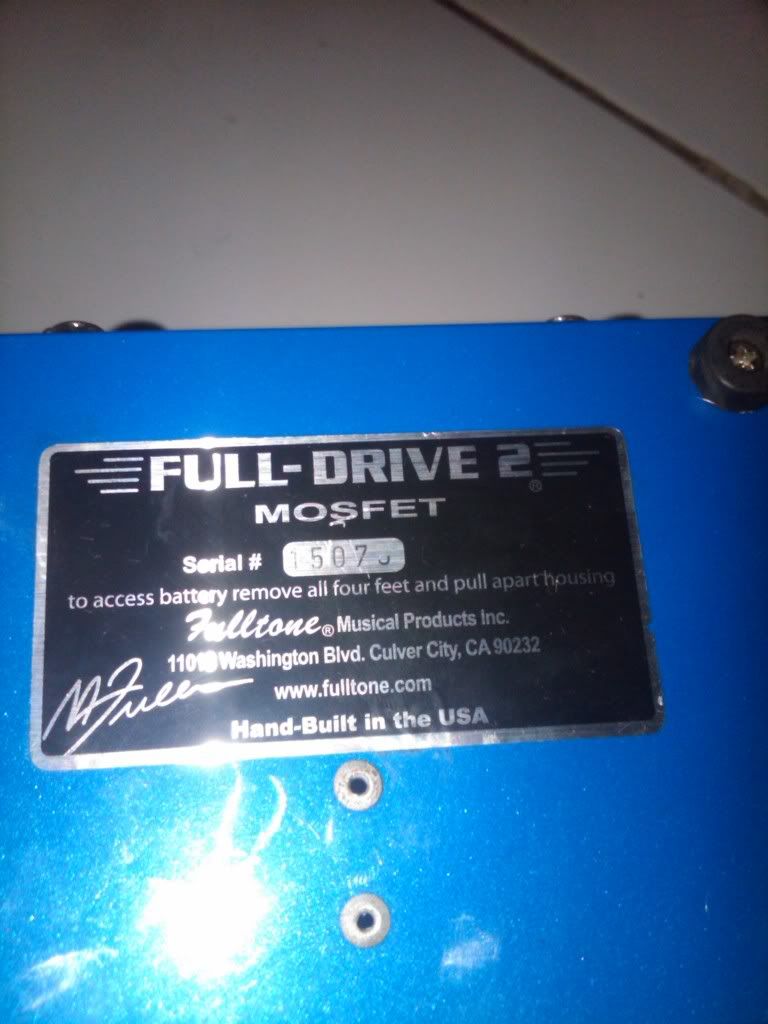 FULL-DRIVE 2®
MOSFET
Serial #
to access battery remove all four feet and pull apart housing
Fulltone® Musical Products Inc.
Washington Blvd. Culver City, CA 90232
www.fulltone.com
M Fuller
Hand-Built in the USA